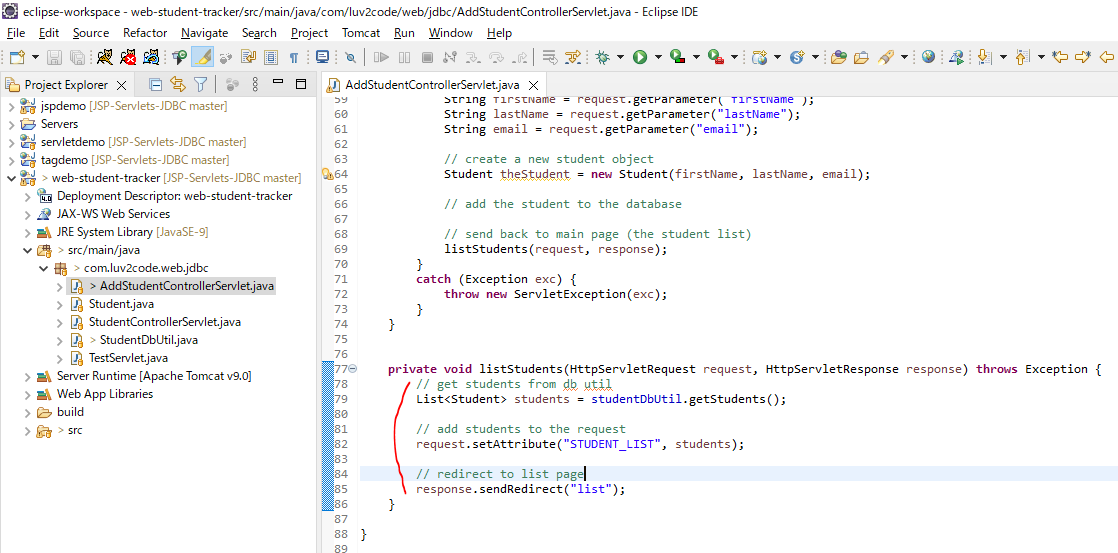 eclipse-workspace - web-student-tracker/src/main/java/com/luv2code/web/jdbc/AddStudentControllerServlet.java - Eclipse IDE
File Edit Source Refactor Navigate Search Project Tomcat Run Window Help
Project Explorer
jspdemo [JSP-Servlets-JDBC master]
Servers
servletdemo [JSP-Servlets-JDBC master]
tagdemo [JSP-Servlets-JDBC master]
> web-student-tracker [JSP-Servlets-JDBC master]
Deployment Descriptor: web-student-tracker
JAX-WS Web Services
JRE System Library [JavaSE-9]
> src/main/java
> com.luv2code.web.jdbc
> AddStudentControllerServlet.java
Student.java
StudentControllerServlet.java
> StudentDbUtil.java
TestServlet.java
Server Runtime [Apache Tomcat v9.0]
Web App Libraries
build
> src
AddStudentControllerServlet.java
59 String firstName = request.getParameter("firstName");
60 String lastName = request.getParameter("lastName");
61 String email = request.getParameter("email");
62
63 // create a new student object
64 Student theStudent = new Student(firstName, lastName, email);
65
66 // add the student to the database
67
68 // send back to main page (the student list)
69 listStudents(request, response);
70 }
71 catch (Exception exc) {
72 throw new ServletException(exc);
73 }
74 }
75
76
77 private void listStudents(HttpServletRequest request, HttpServletResponse response) throws Exception {
78 // get students from db util
79 List<Student> students = studentDbUtil.getStudents();
80
81 // add students to the request
82 request.setAttribute("STUDENT_LIST", students);
83
84 // redirect to list page
85 response.sendRedirect("list");
86 }
87
88 }
89